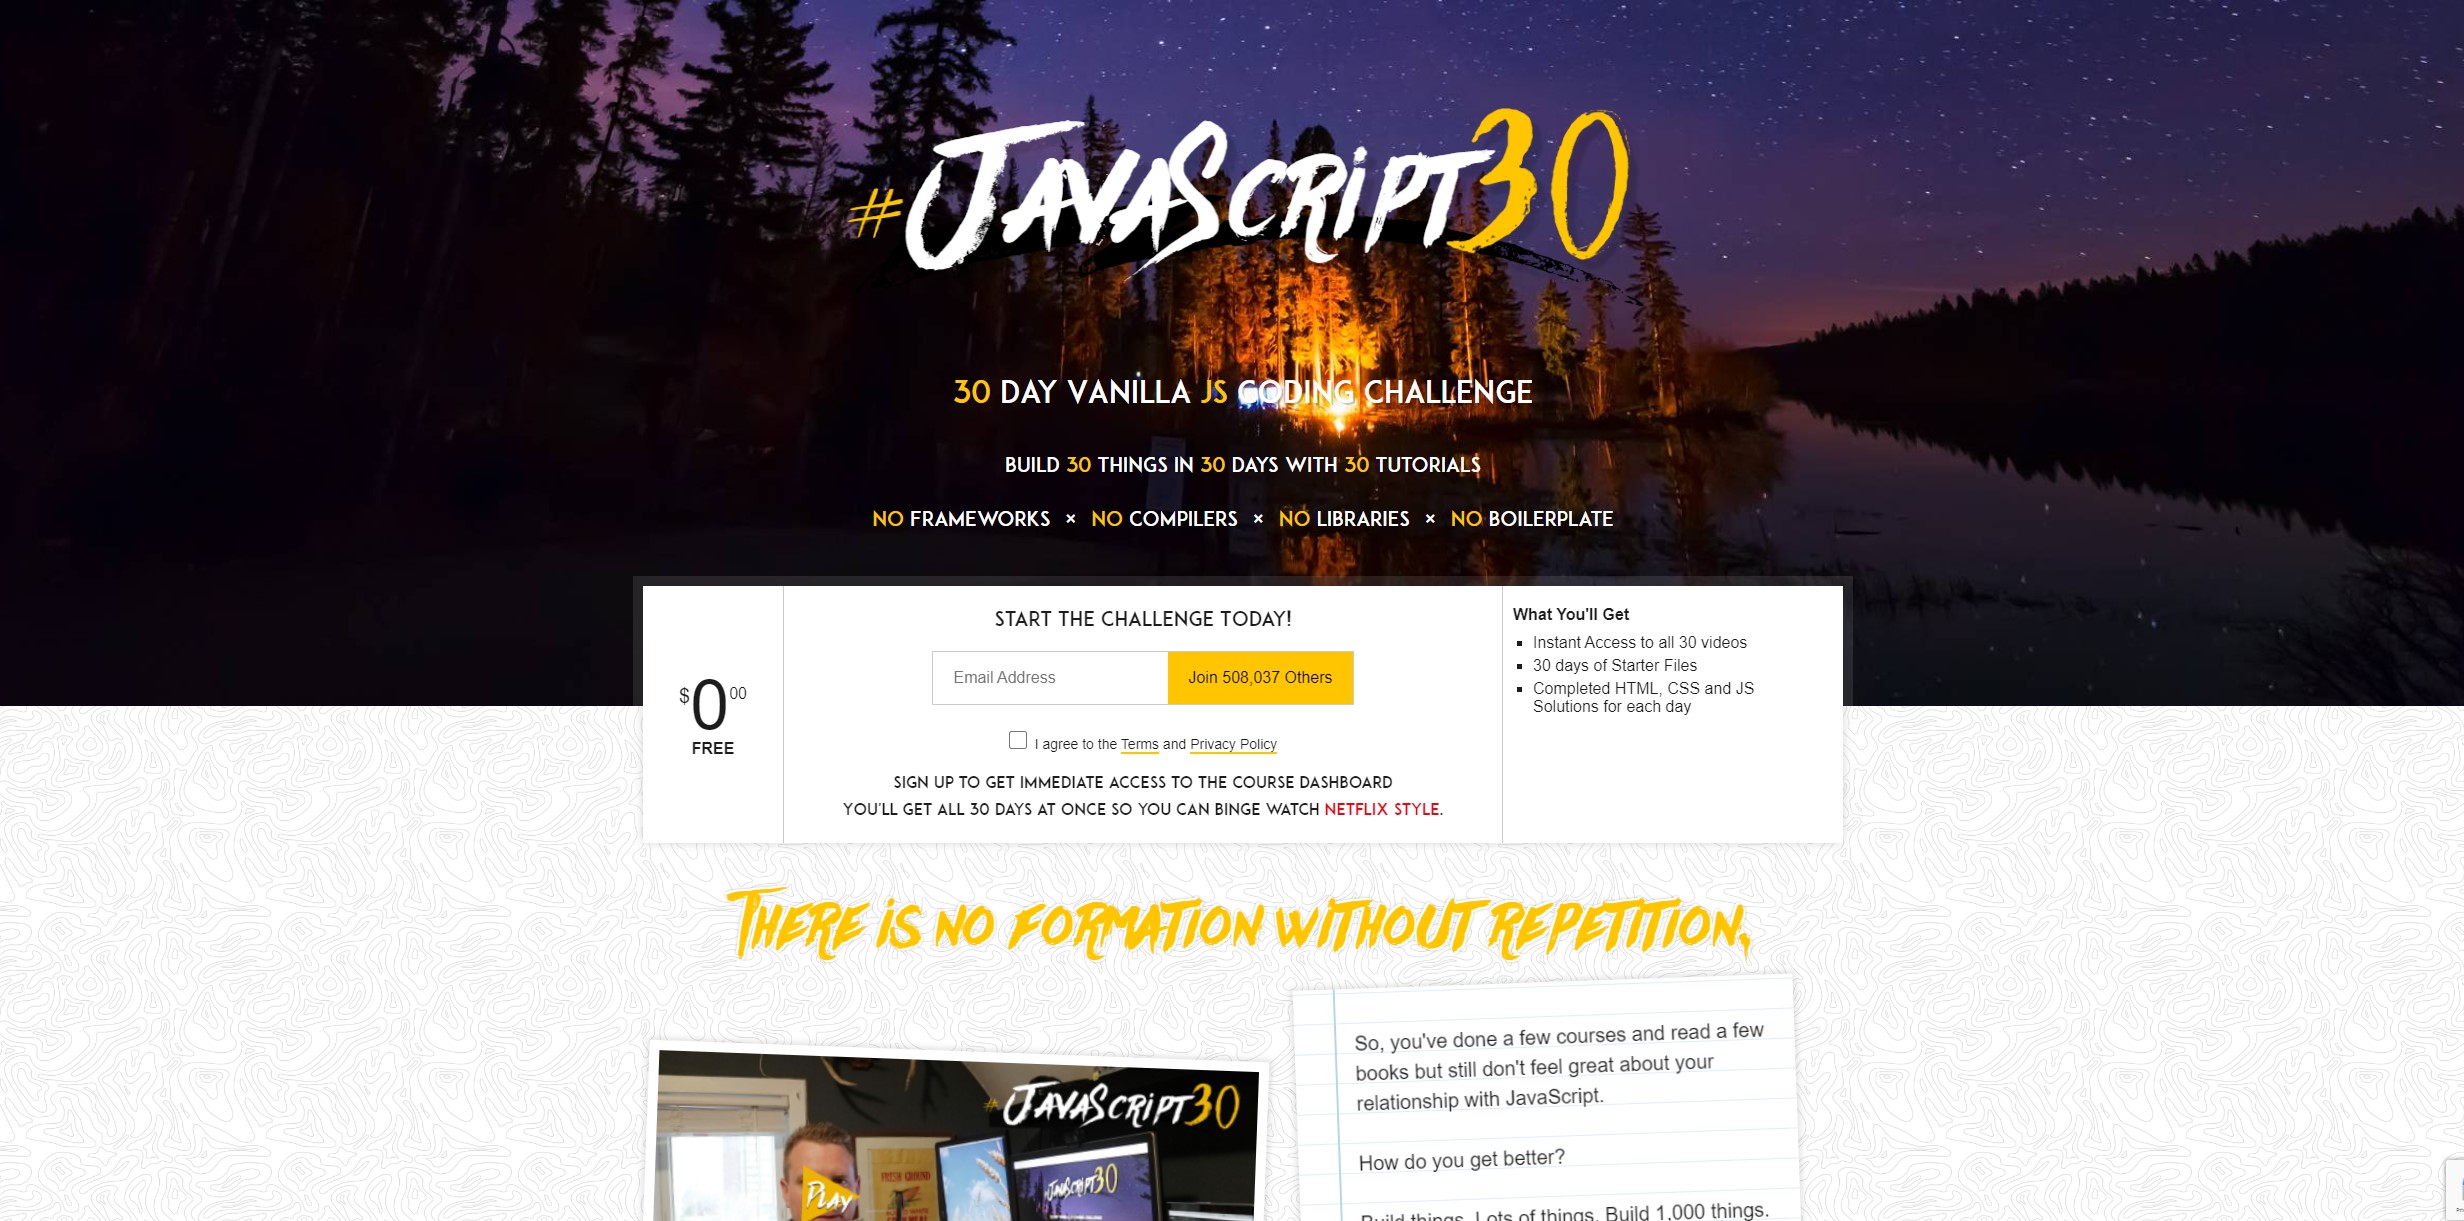 #JavaScript30
30 DAY VANILLA JS CODING CHALLENGE
BUILD 30 THINGS IN 30 DAYS WITH 30 TUTORIALS
NO FRAMEWORKS × NO COMPILERS × NO LIBRARIES × NO BOILERPLATE
$0 00
FREE
START THE CHALLENGE TODAY!
Email Address
Join 508,037 Others
I agree to the Terms and Privacy Policy
SIGN UP TO GET IMMEDIATE ACCESS TO THE COURSE DASHBOARD
YOU'LL GET ALL 30 DAYS AT ONCE SO YOU CAN BINGE WATCH NETFLIX STYLE.
What You'll Get
Instant Access to all 30 videos
30 days of Starter Files
Completed HTML, CSS and JS
Solutions for each day
There is no formation without repetition.
#JavaScript30
FRESH GROUND
#JavaScript30
Play
So, you've done a few courses and read a few
books but still don't feel great about your
relationship with JavaScript.
How do you get better?
Build things. Lots of things. Build 1,000 things.